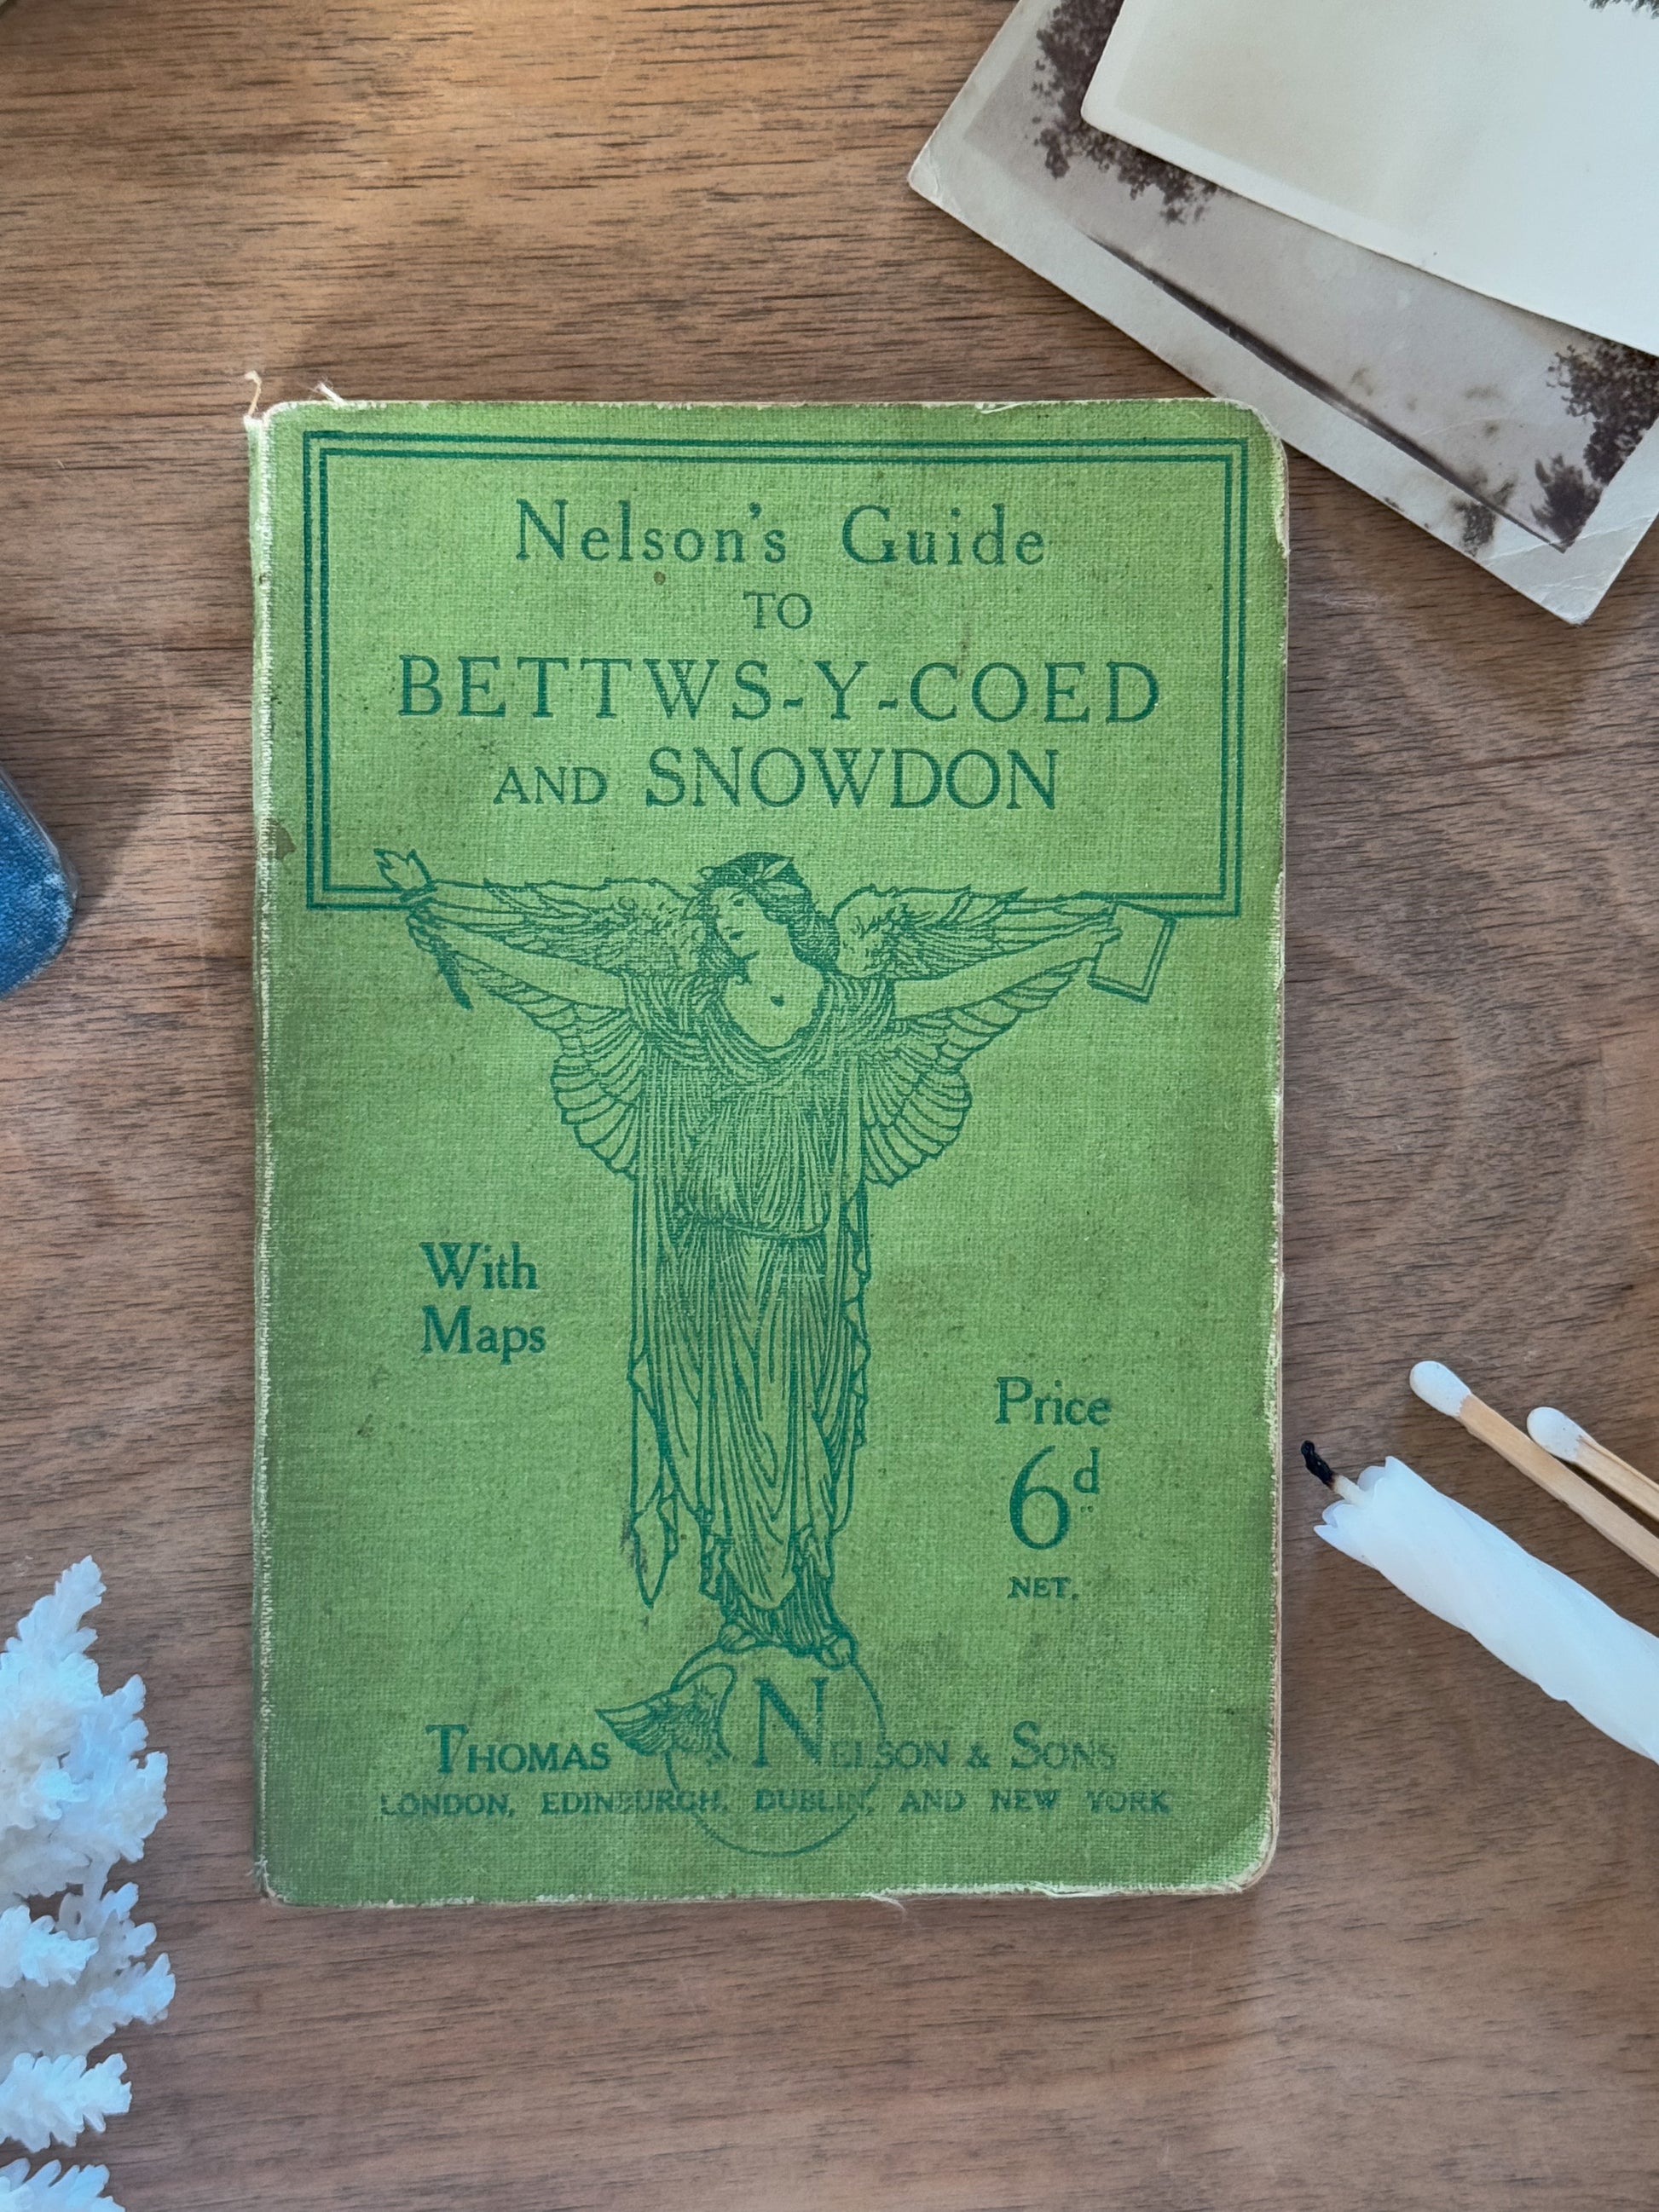 Nelson's Guide
TO
BETTWS-Y-COED
AND SNOWDON
With
Maps
Price
6d
NET.
THOMAS NELSON & SONS
LONDON, EDINBURGH, DUBLIN, AND NEW YORK